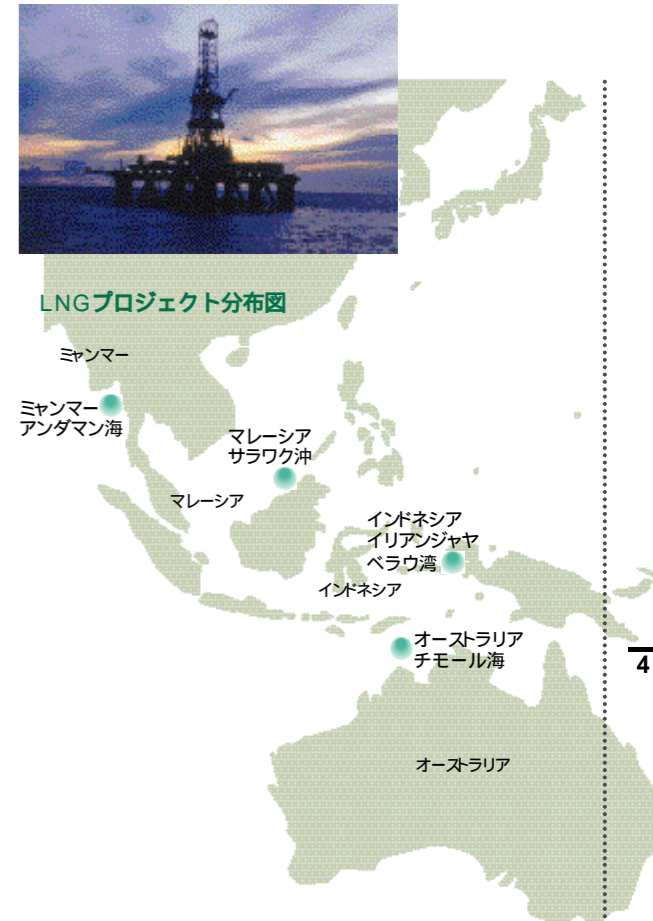 LNGプロジェクト分布図
ミャンマー
ミャンマー
アンダマン海
マレーシア
サラワク沖
マレーシア
インドネシア
イリアンジャヤ
ベラウ湾
インドネシア
オーストラリア
チモール海
4
オーストラリア